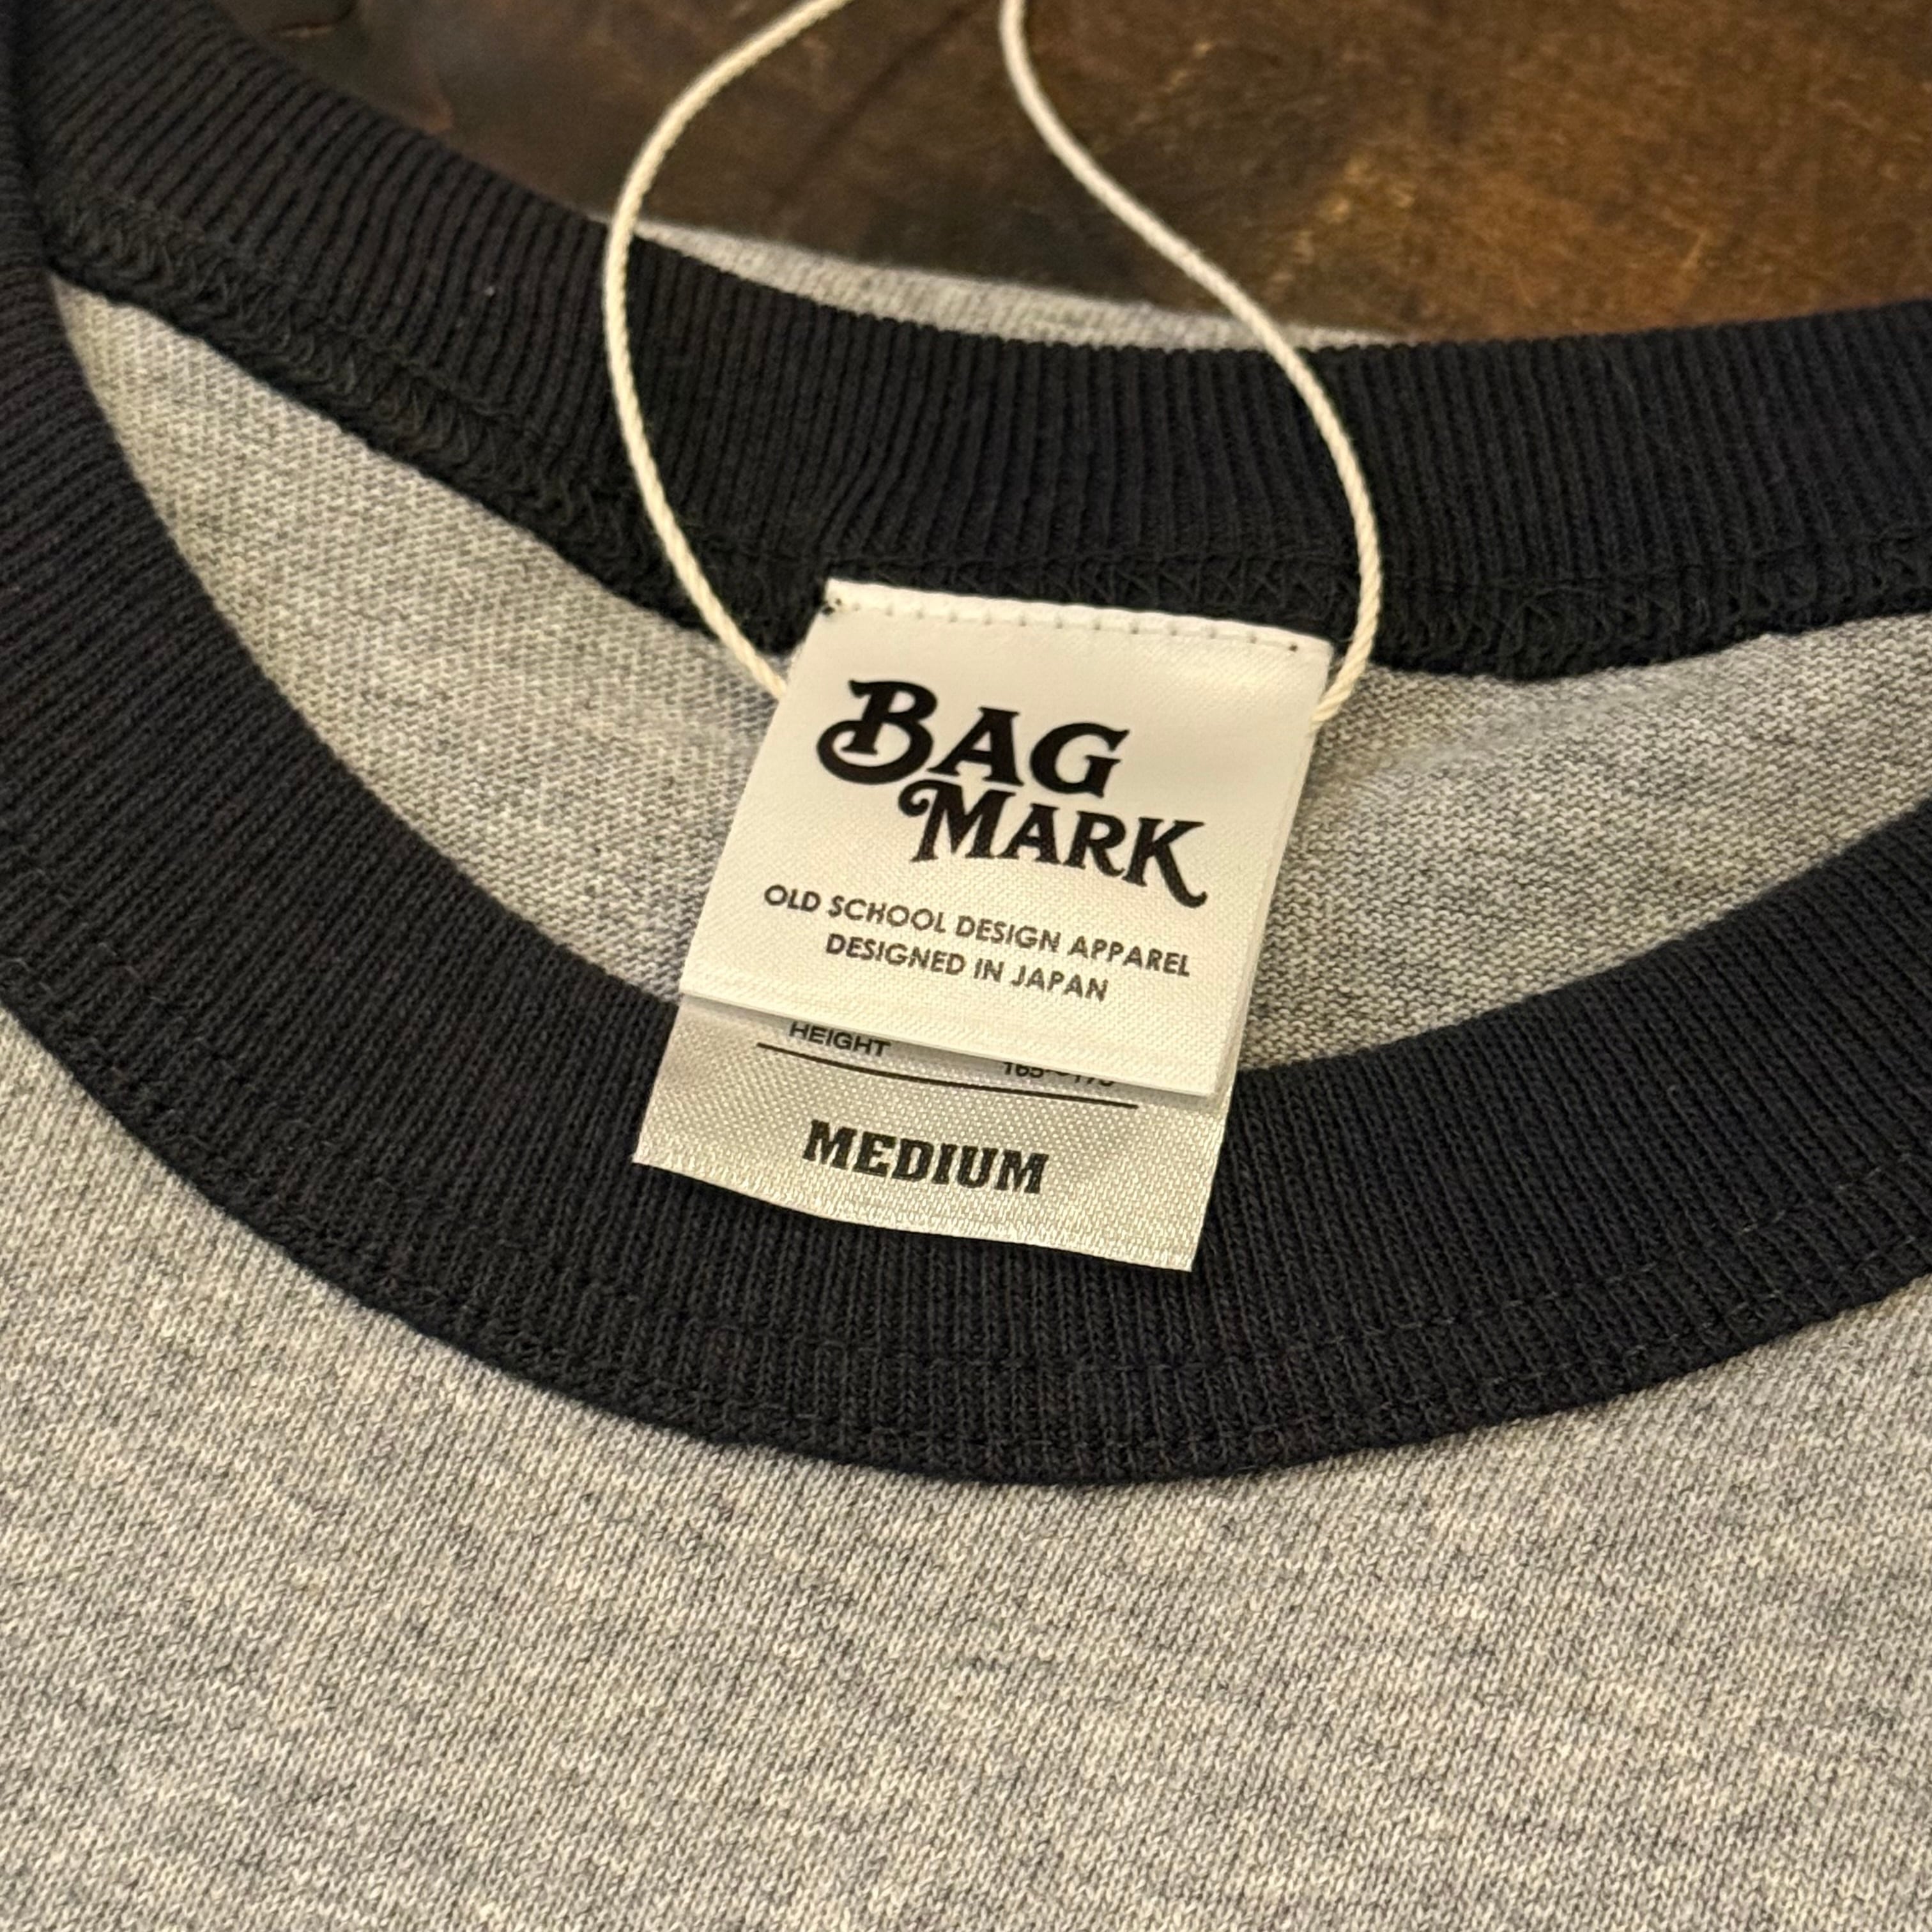 BAG
MARK
OLD SCHOOL DESIGN APPAREL
DESIGNED IN JAPAN
HEIGHT
MEDIUM